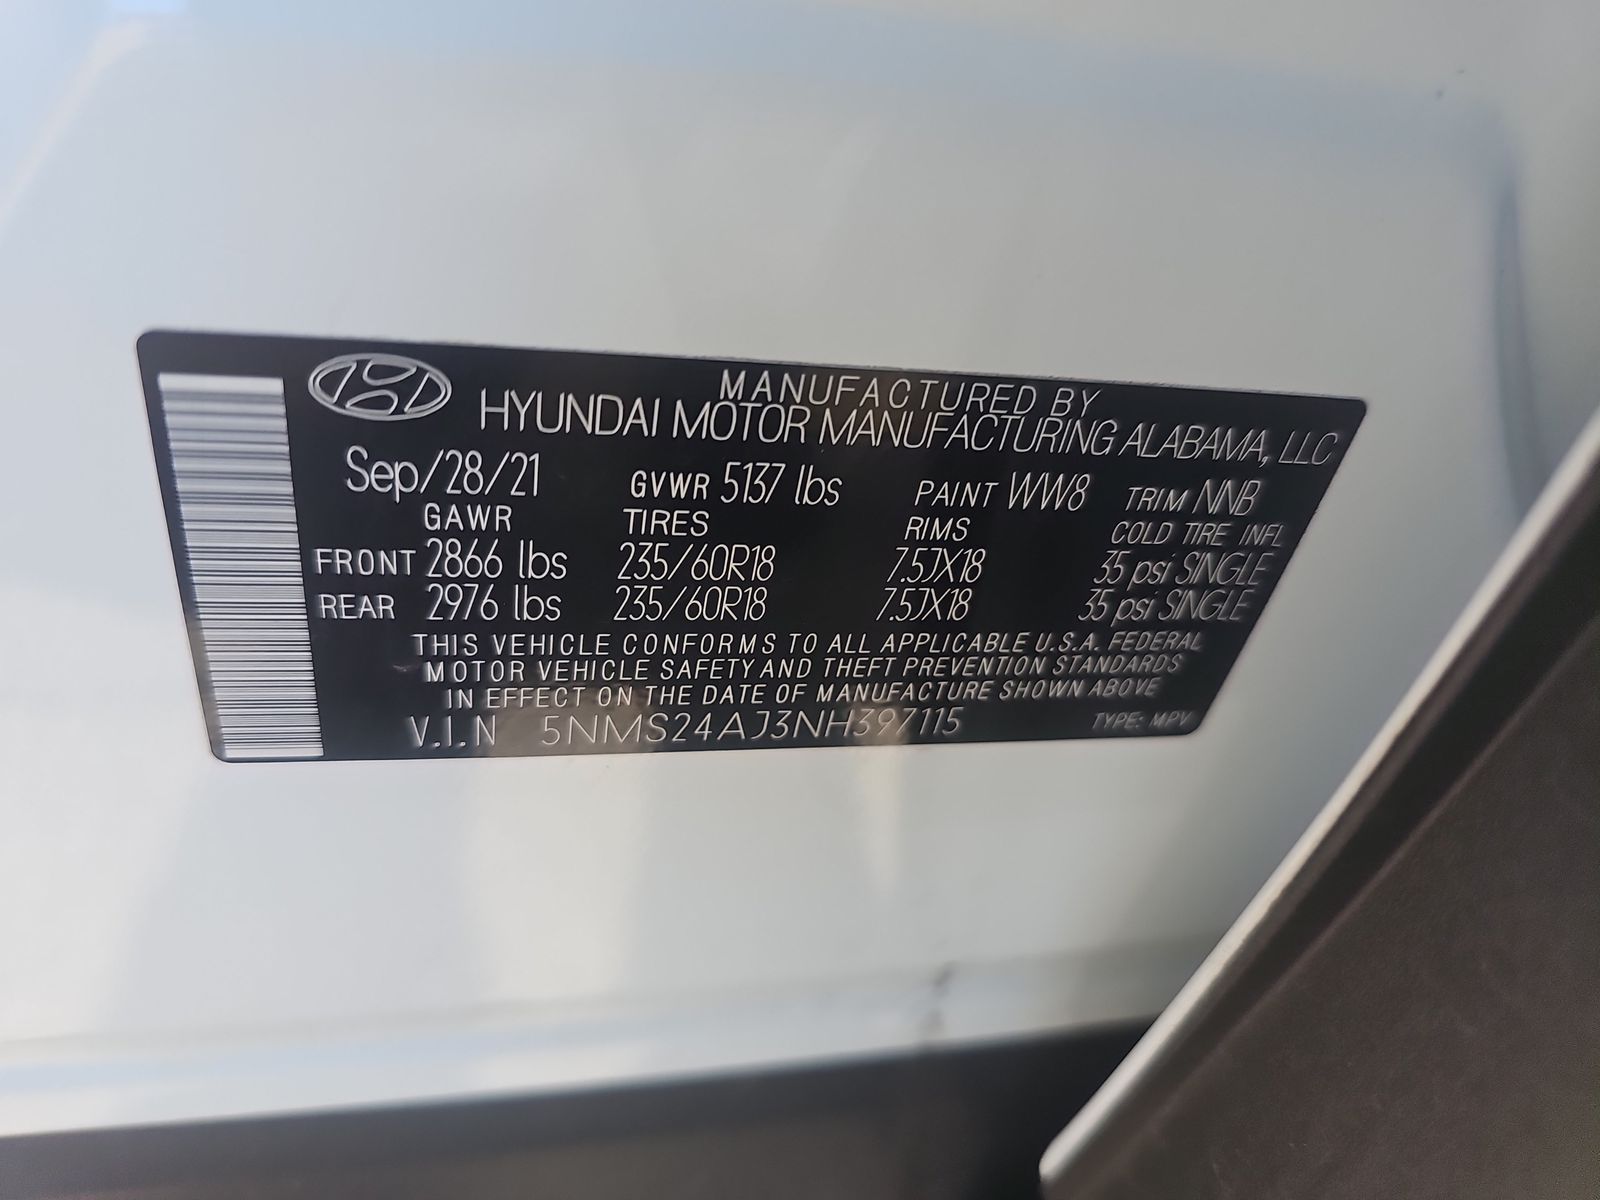 MANUFACTURED BY
HYUNDAI MOTOR MANUFACTURING ALABAMA, LLC
Sep/28/21 GVWR 5137 lbs PAINT WW8 TRIM NNB
GAWR TIRES RIMS COLD TIRE INFL
FRONT 2866 lbs 235/60R18 7.5JX18 35 psi SINGLE
REAR 2976 lbs 235/60R18 7.5JX18 35 psi SINGLE
THIS VEHICLE CONFORMS TO ALL APPLICABLE U.S.A. FEDERAL
MOTOR VEHICLE SAFETY AND THEFT PREVENTION STANDARDS
IN EFFECT ON THE DATE OF MANUFACTURE SHOWN ABOVE
V.I.N 5NMS24AJ3NH397115 TYPE: MPV